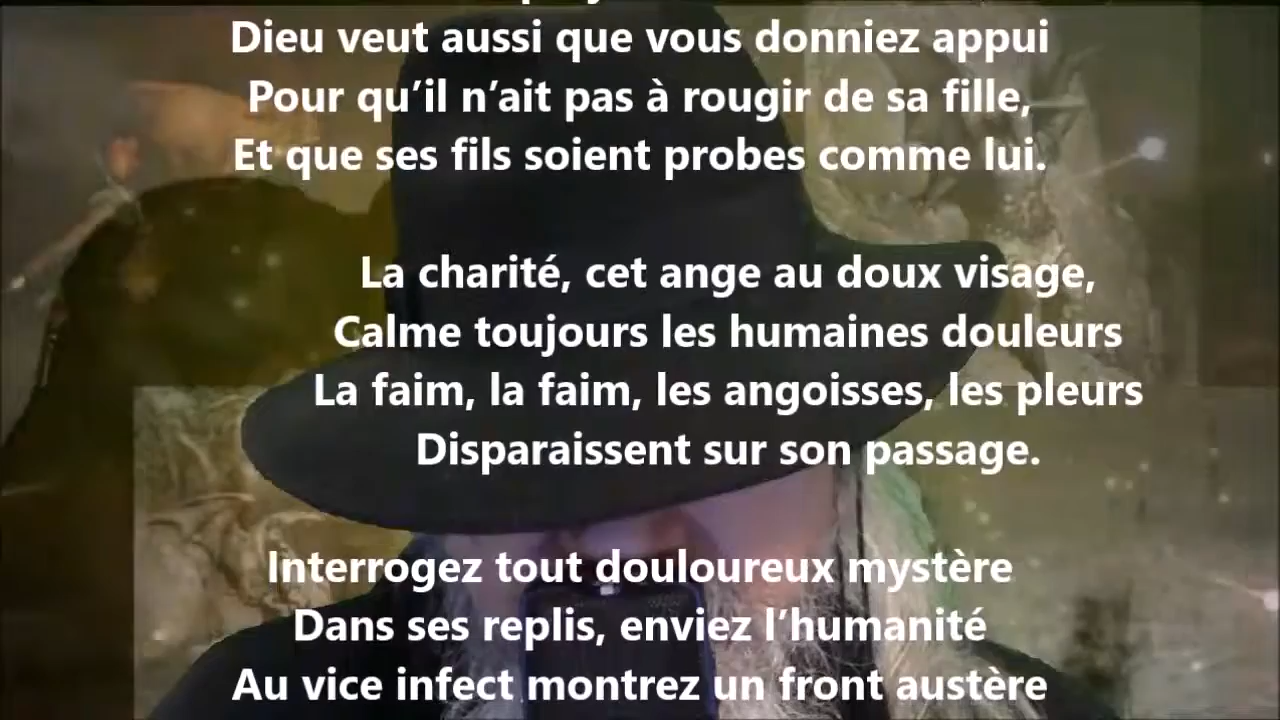 Dieu veut aussi que vous donniez appui
Pour qu’il n’ait pas à rougir de sa fille,
Et que ses fils soient probes comme lui.
La charité, cet ange au doux visage,
Calme toujours les humaines douleurs
La faim, la faim, les angoisses, les pleurs
Disparaissent sur son passage.
Interrogez tout douloureux mystère
Dans ses replis, enviez l’humanité
Au vice infect montrez un front austère